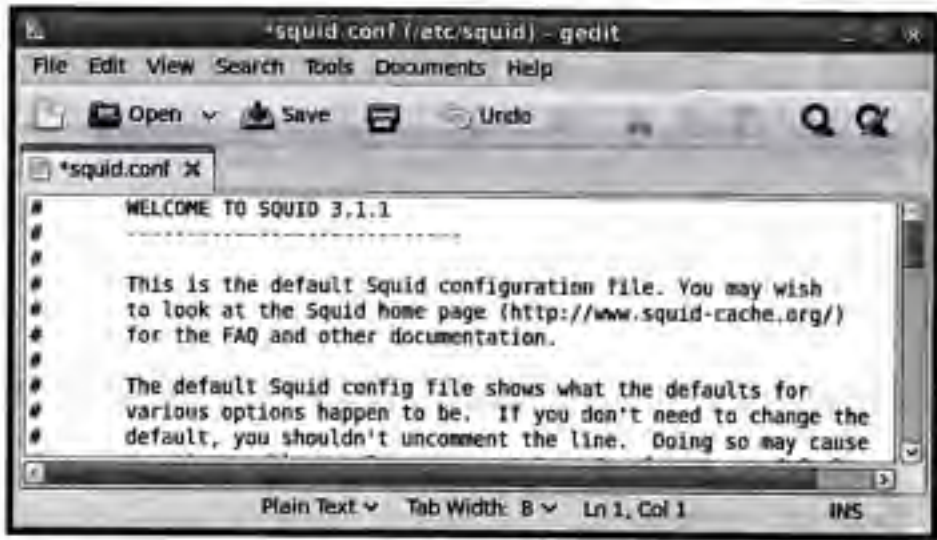 *squid.conf (/etc/squid) - gedit
File Edit View Search Tools Documents Help
Open Save Undo
*squid.conf
# WELCOME TO SQUID 3.1.1
# ----------------------------
#
# This is the default Squid configuration file. You may wish
# to look at the Squid home page (http://www.squid-cache.org/)
# for the FAQ and other documentation.
#
# The default Squid config file shows what the defaults for
# various options happen to be. If you don't need to change the
# default, you shouldn't uncomment the line. Doing so may cause
Plain Text Tab Width: 8 Ln 1, Col 1 INS